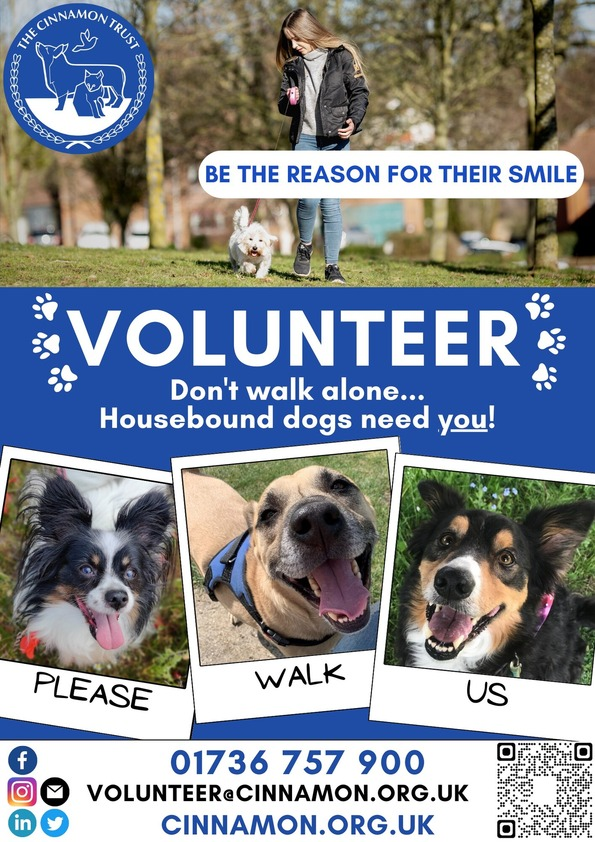 THE CINNAMON TRUST
BE THE REASON FOR THEIR SMILE
VOLUNTEER
Don't walk alone...
Housebound dogs need you!
PLEASE
WALK
US
01736 757 900
VOLUNTEER@CINNAMON.ORG.UK
CINNAMON.ORG.UK